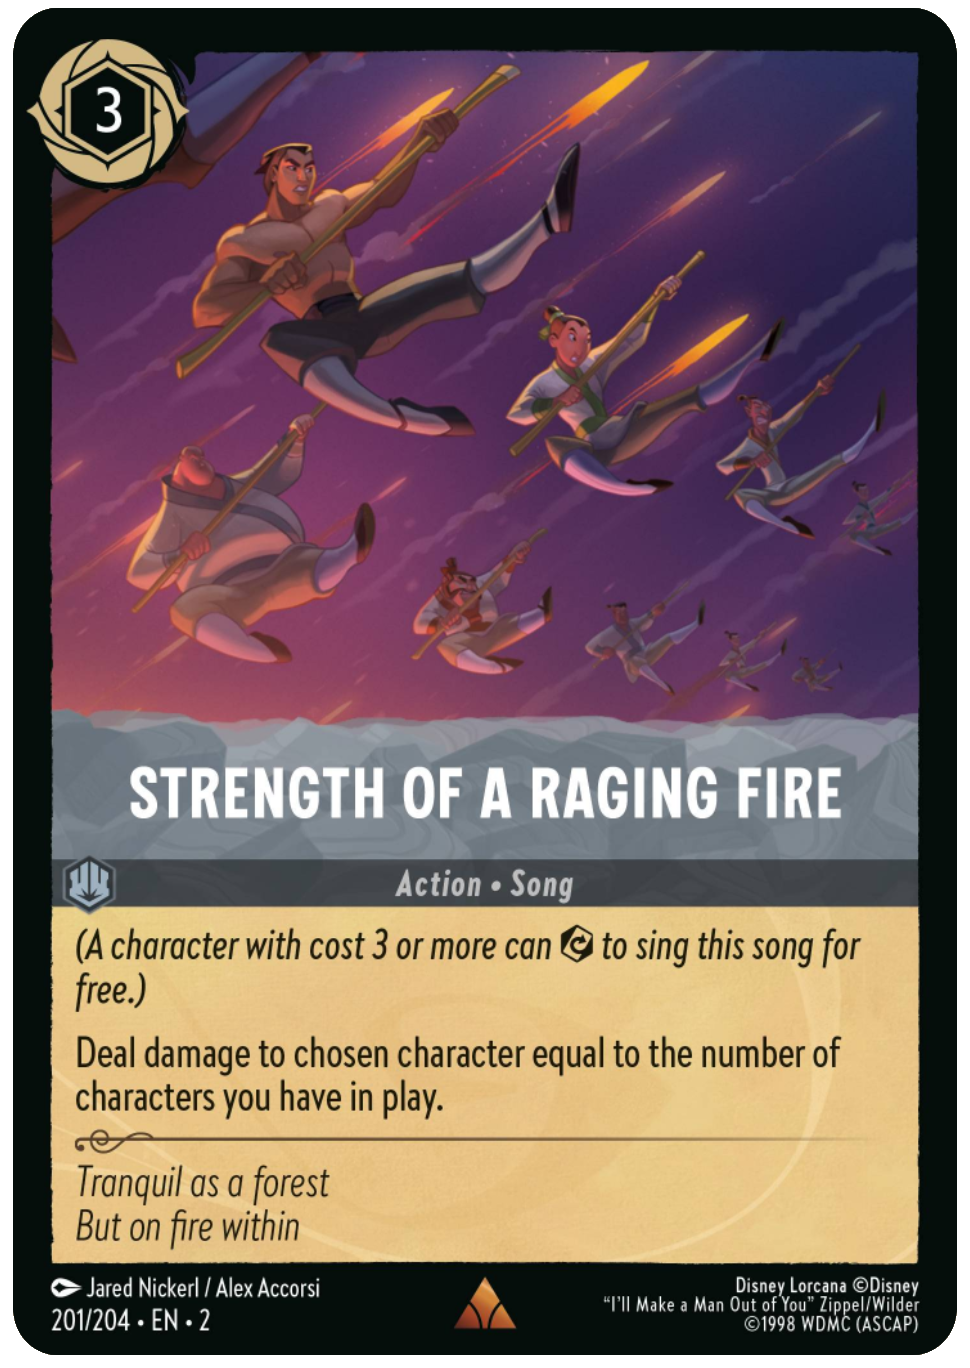 3
STRENGTH OF A RAGING FIRE
Action • Song
(A character with cost 3 or more can to sing this song for
free.)
Deal damage to chosen character equal to the number of
characters you have in play.
Tranquil as a forest
But on fire within
Jared Nickerl / Alex Accorsi
201/204 • EN • 2
Disney Lorcana ©Disney
“I’ll Make a Man Out of You” Zippel/Wilder
©1998 WDMC (ASCAP)